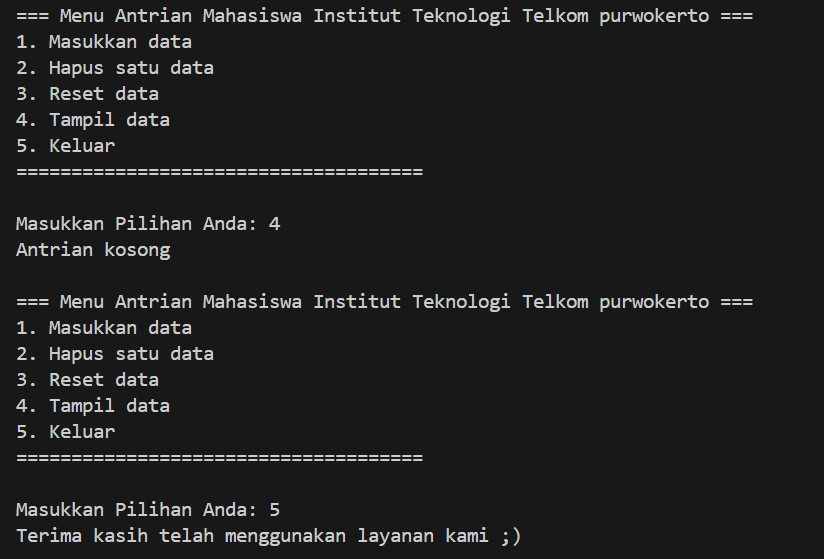 === Menu Antrian Mahasiswa Institut Teknologi Telkom purwokerto ===
1. Masukkan data
2. Hapus satu data
3. Reset data
4. Tampil data
5. Keluar
=====================================
Masukkan Pilihan Anda: 4
Antrian kosong
=== Menu Antrian Mahasiswa Institut Teknologi Telkom purwokerto ===
1. Masukkan data
2. Hapus satu data
3. Reset data
4. Tampil data
5. Keluar
=====================================
Masukkan Pilihan Anda: 5
Terima kasih telah menggunakan layanan kami ;)